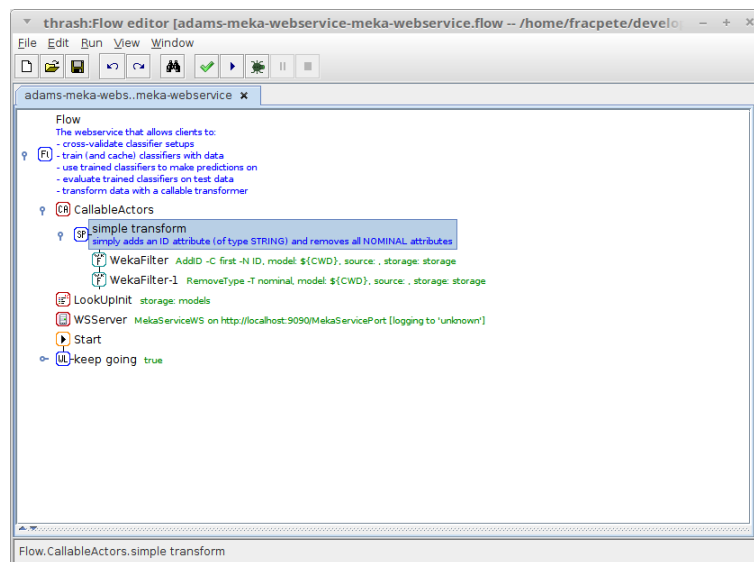 thrash:Flow editor [adams-meka-webservice-meka-webservice.flow -- /home/fracpete/develo
File Edit Run View Window
adams-meka-webs..meka-webservice
Flow
The webservice that allows clients to:
- cross-validate classifier setups
- train (and cache) classifiers with data
- use trained classifiers to make predictions on
- evaluate trained classifiers on test data
- transform data with a callable transformer
Fl
CA CallableActors
SP simple transform
simply adds an ID attribute (of type STRING) and removes all NOMINAL attributes
F WekaFilter AddID -C first -N ID, model: ${CWD}, source: , storage: storage
F WekaFilter-1 RemoveType -T nominal, model: ${CWD}, source: , storage: storage
LookUpInit storage: models
WSServer MekaServiceWS on http://localhost:9090/MekaServicePort [logging to 'unknown']
Start
WL keep going true
Flow.CallableActors.simple transform